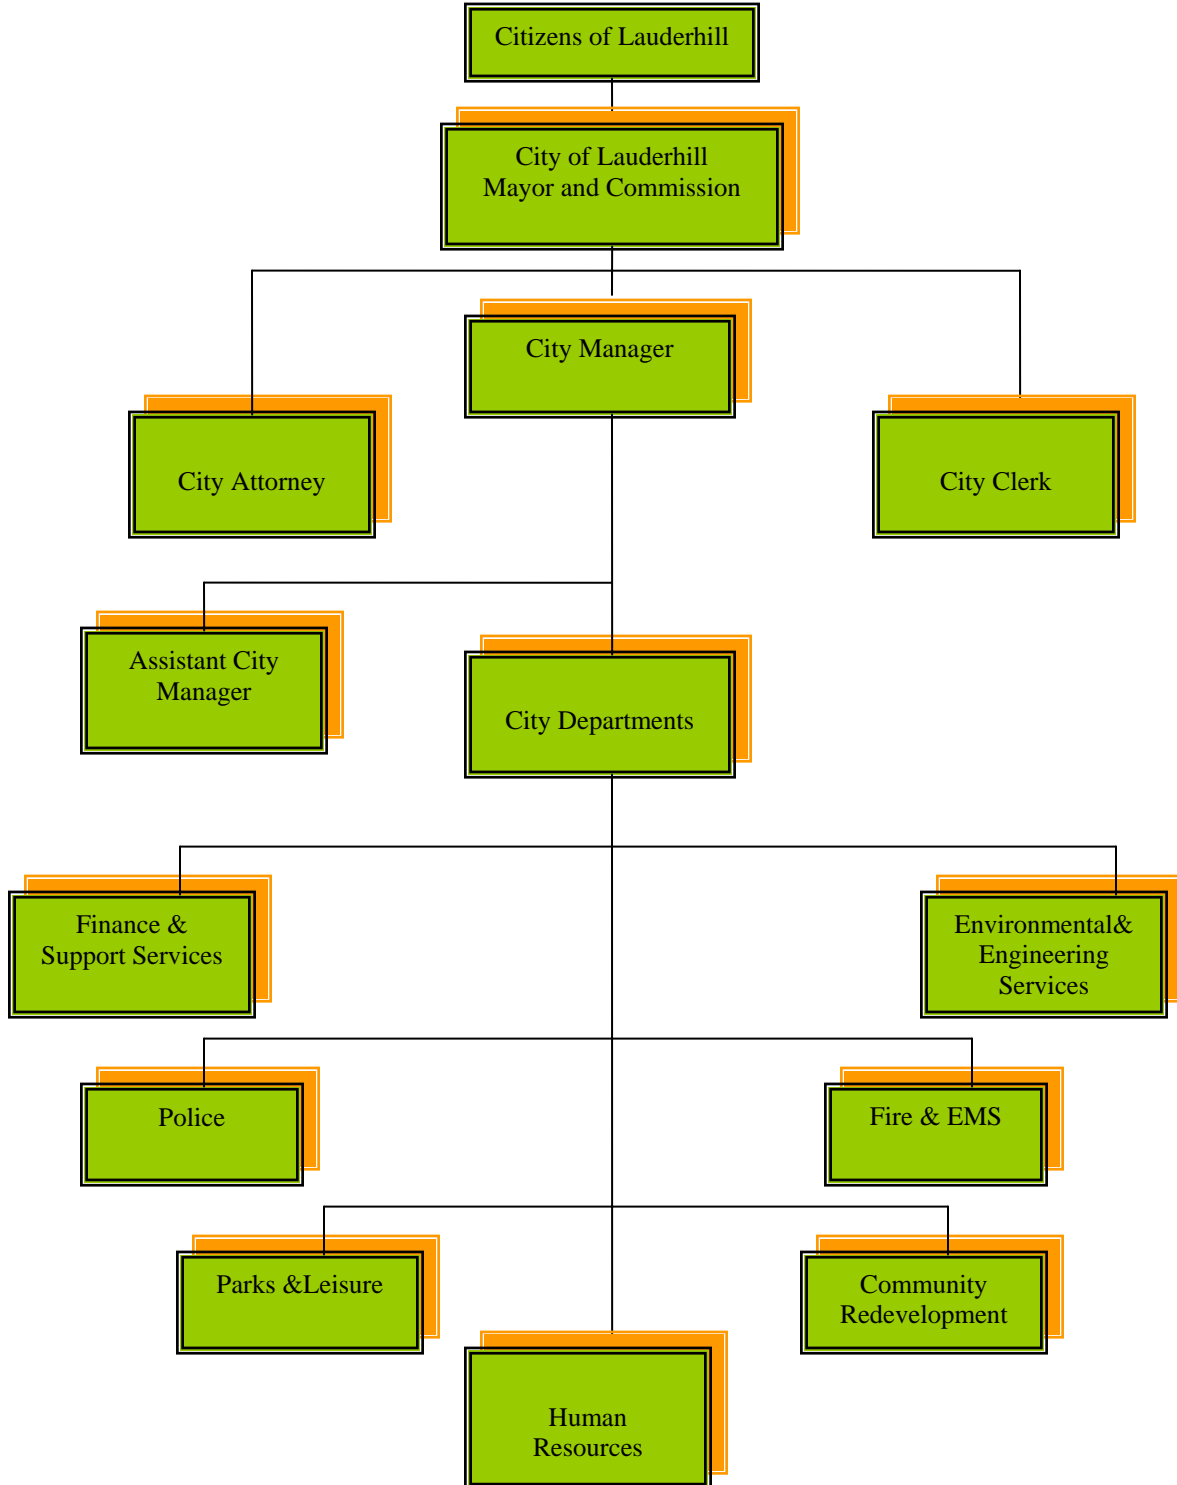 Citizens of Lauderhill
City of Lauderhill
Mayor and Commission
City Manager
City Attorney
City Clerk
Assistant City
Manager
City Departments
Finance &
Support Services
Environmental&
Engineering
Services
Police
Fire & EMS
Parks &Leisure
Community
Redevelopment
Human
Resources